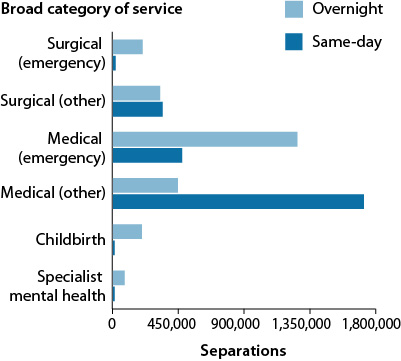 Broad category of service
Overnight
Same-day
Surgical
(emergency)
Surgical (other)
Medical
(emergency)
Medical (other)
Childbirth
Specialist
mental health
0 450,000 900,000 1,350,000 1,800,000
Separations